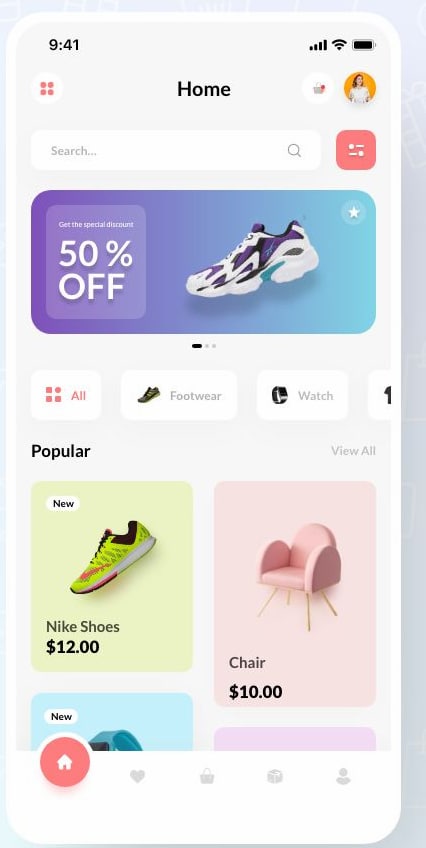 9:41
Home
Search...
Get the special discount
50 %
OFF
All
Footwear
Watch
Popular
View All
New
Nike Shoes
$12.00
Chair
$10.00
New